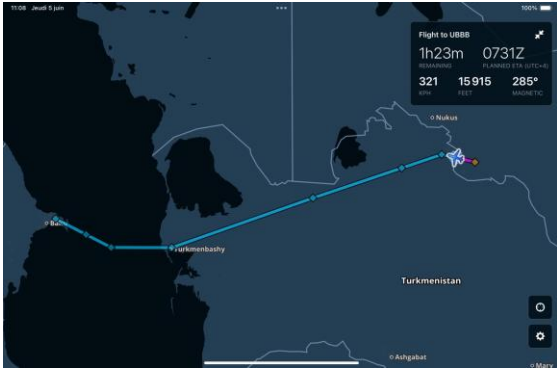 11:08 Jeudi 5 juin
100%
Flight to UBBB
1h23m 0731Z
REMAINING PLANNED ETA (UTC+4)
321 15 915 285°
KPH FEET MAGNETIC
Nukus
Baku
Turkmenbashy
Turkmenistan
Ashgabat
Mary